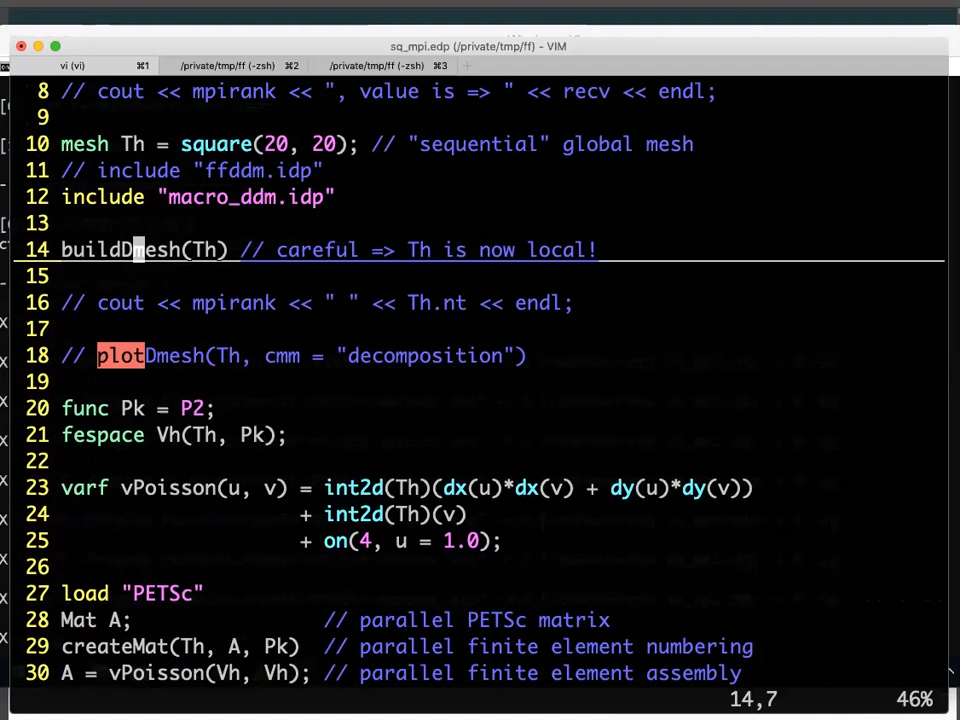 sq_mpi.edp (/private/tmp/ff) - VIM
vi (vi) ⌘1 /private/tmp/ff (-zsh) ⌘2 /private/tmp/ff (-zsh) ⌘3 +
8 // cout << mpirank << ", value is => " << recv << endl;
9
10 mesh Th = square(20, 20); // "sequential" global mesh
11 // include "ffddm.idp"
12 include "macro_ddm.idp"
13
14 buildDmesh(Th) // careful => Th is now local!
15
16 // cout << mpirank << " " << Th.nt << endl;
17
18 // plotDmesh(Th, cmm = "decomposition")
19
20 func Pk = P2;
21 fespace Vh(Th, Pk);
22
23 varf vPoisson(u, v) = int2d(Th)(dx(u)*dx(v) + dy(u)*dy(v))
24 + int2d(Th)(v)
25 + on(4, u = 1.0);
26
27 load "PETSc"
28 Mat A; // parallel PETSc matrix
29 createMat(Th, A, Pk) // parallel finite element numbering
30 A = vPoisson(Vh, Vh); // parallel finite element assembly
14,7 46%